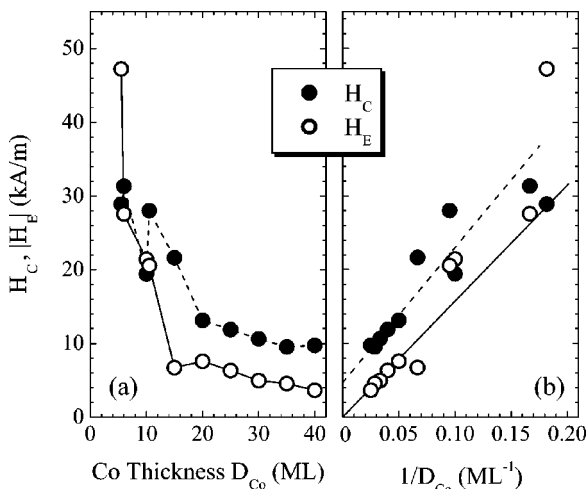 50
40
30
20
10
0
H_C, |H_E| (kA/m)
H_C
H_E
(a)
(b)
0 10 20 30 40
0 0.05 0.10 0.15 0.20
Co Thickness D_Co (ML)
1/D_Co (ML⁻¹)